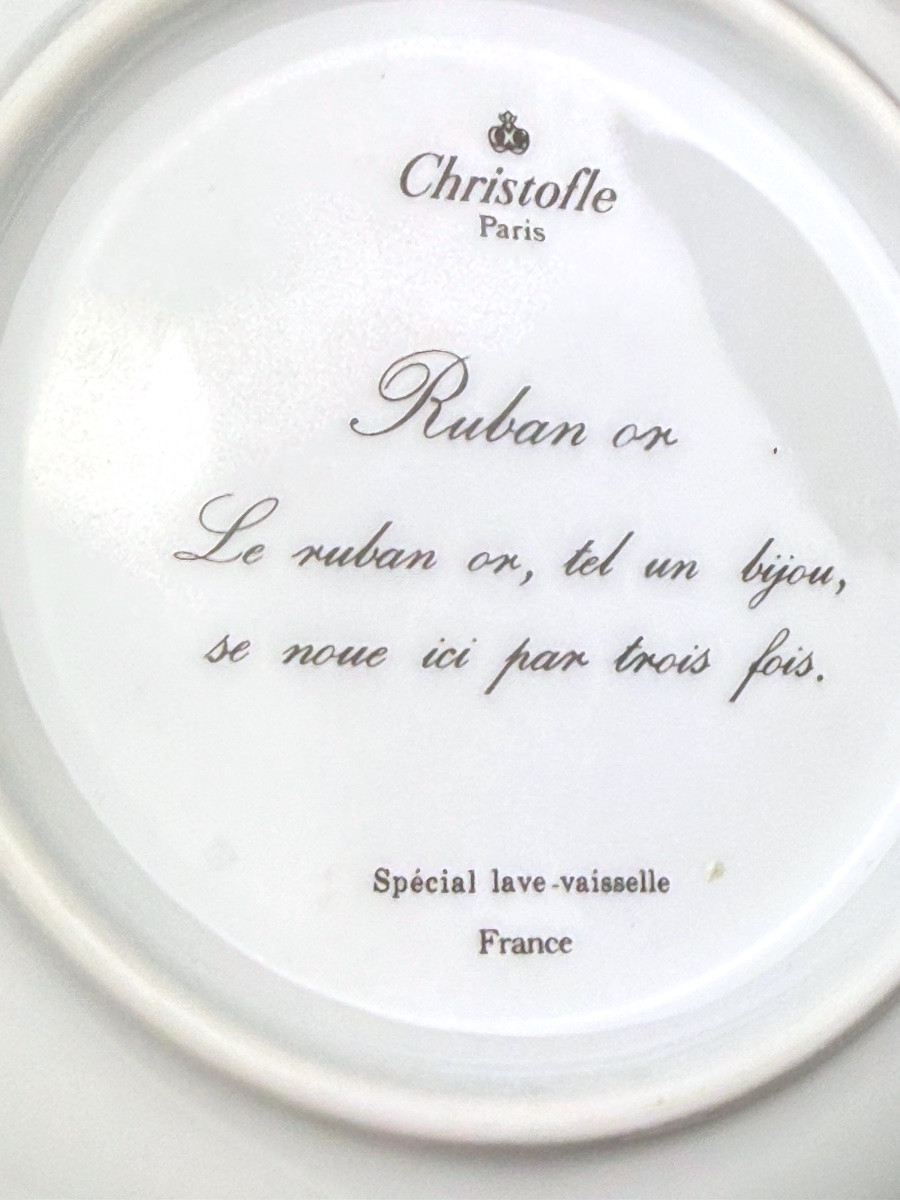 Christofle
Paris
Ruban or
Le ruban or, tel un bijou,
se noue ici par trois fois.
Spécial lave-vaisselle
France